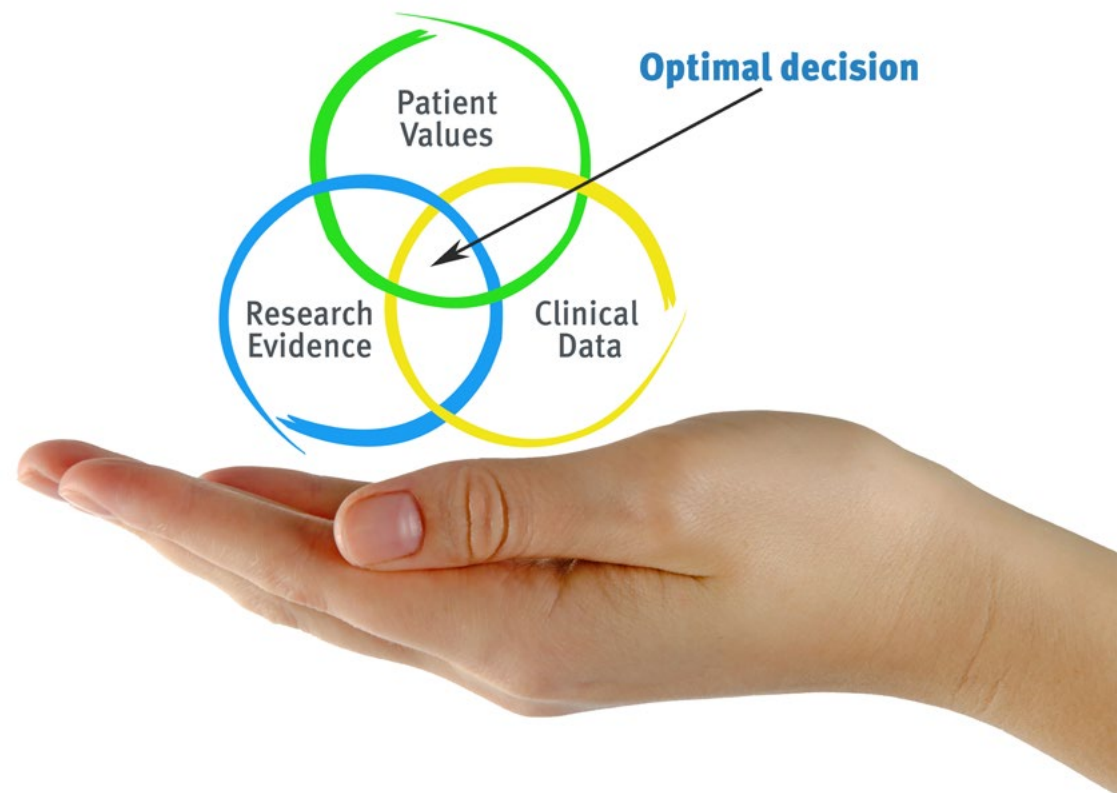 Optimal decision
Patient
Values
Research
Evidence
Clinical
Data